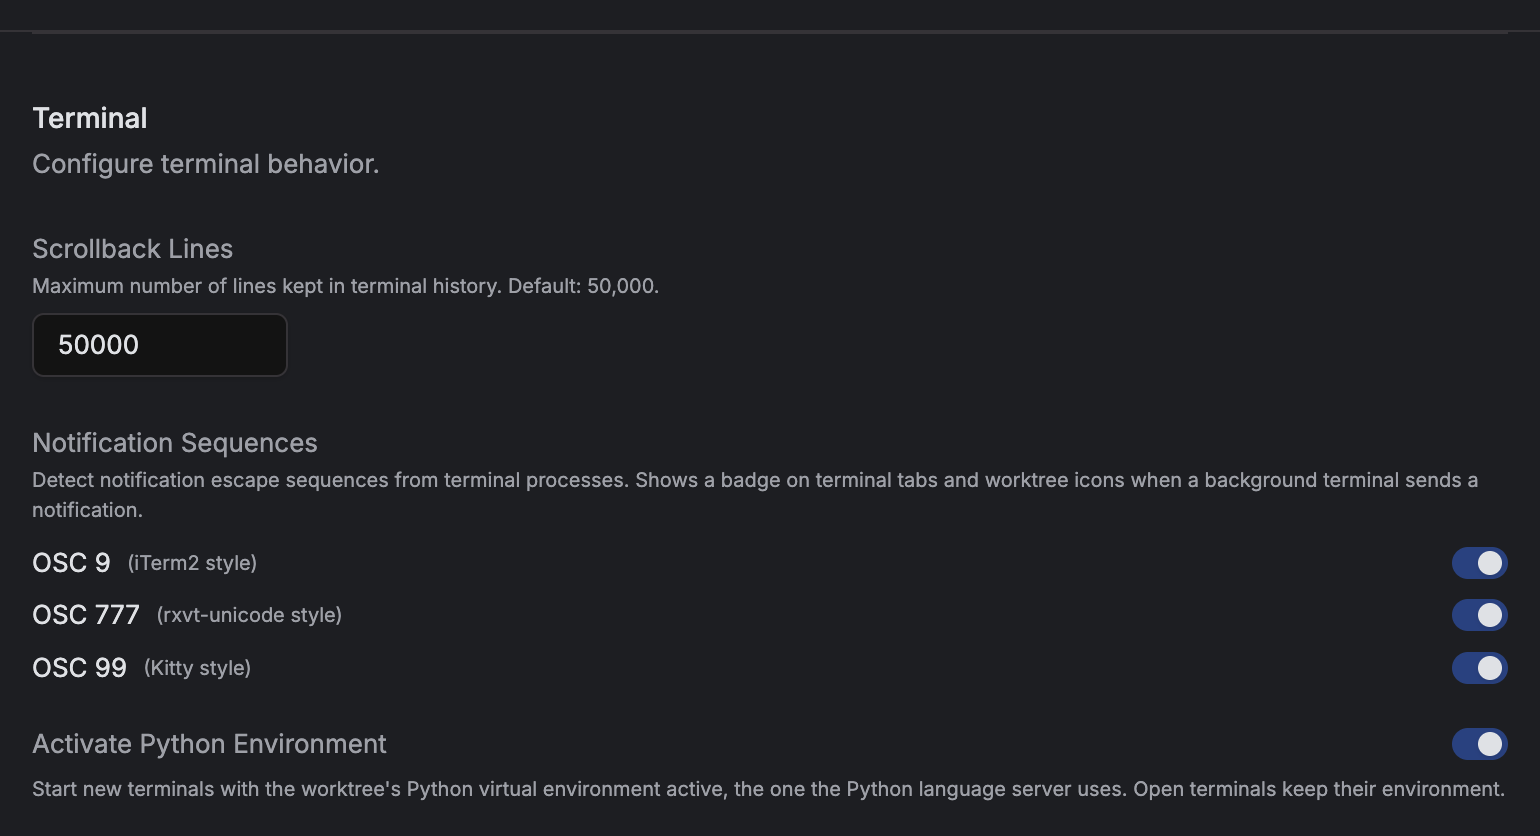 Terminal
Configure terminal behavior.
Scrollback Lines
Maximum number of lines kept in terminal history. Default: 50,000.
50000
Notification Sequences
Detect notification escape sequences from terminal processes. Shows a badge on terminal tabs and worktree icons when a background terminal sends a
notification.
OSC 9 (iTerm2 style)
OSC 777 (rxvt-unicode style)
OSC 99 (Kitty style)
Activate Python Environment
Start new terminals with the worktree's Python virtual environment active, the one the Python language server uses. Open terminals keep their environment.